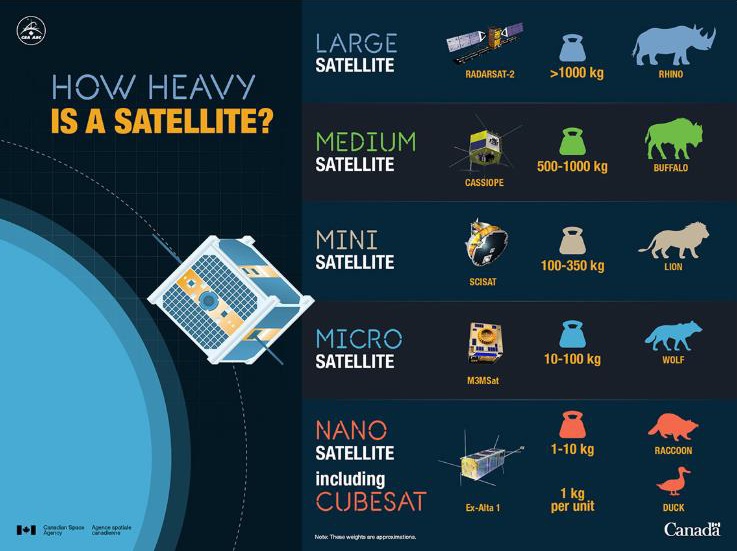 CSA ASC
HOW HEAVY
IS A SATELLITE?
LARGE
SATELLITE
RADARSAT-2
>1000 kg
RHINO
MEDIUM
SATELLITE
CASSIOPE
500-1000 kg
BUFFALO
MINI
SATELLITE
SCISAT
100-350 kg
LION
MICRO
SATELLITE
M3MSat
10-100 kg
WOLF
NANO
SATELLITE
including
CUBESAT
Ex-Alta 1
1-10 kg
RACCOON
1 kg
per unit
DUCK
Canadian Space
Agency
Agence spatiale
canadienne
Note: These weights are approximations.
Canada